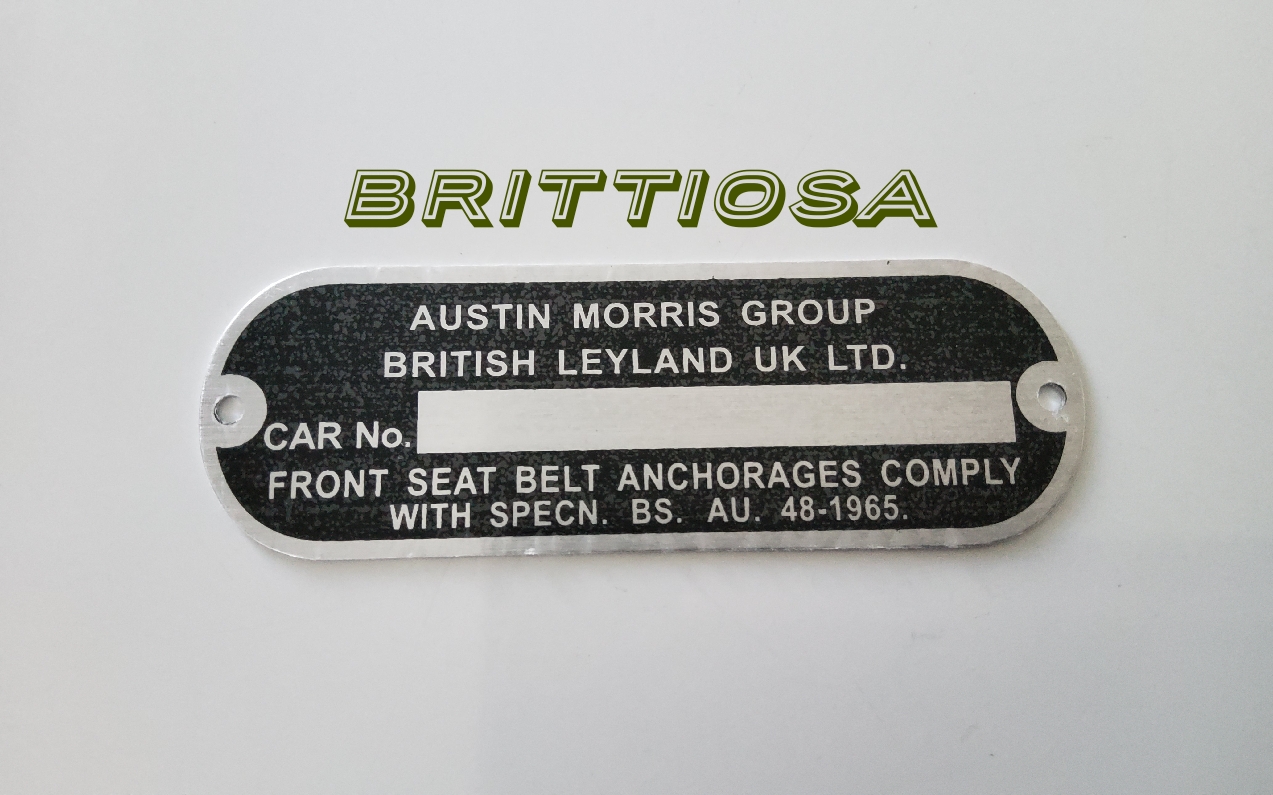 BRITTIOSA
AUSTIN MORRIS GROUP
BRITISH LEYLAND UK LTD.
CAR No.
FRONT SEAT BELT ANCHORAGES COMPLY
WITH SPECN. BS. AU. 48-1965.